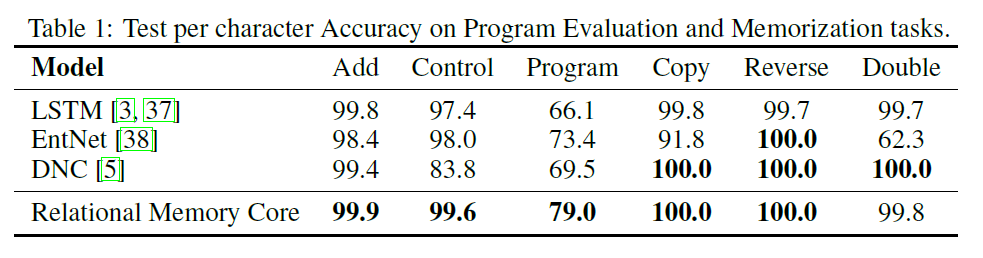 Table 1: Test per character Accuracy on Program Evaluation and Memorization tasks.
Model Add Control Program Copy Reverse Double
LSTM [3, 37] 99.8 97.4 66.1 99.8 99.7 99.7
EntNet [38] 98.4 98.0 73.4 91.8 100.0 62.3
DNC [5] 99.4 83.8 69.5 100.0 100.0 100.0
Relational Memory Core 99.9 99.6 79.0 100.0 100.0 99.8